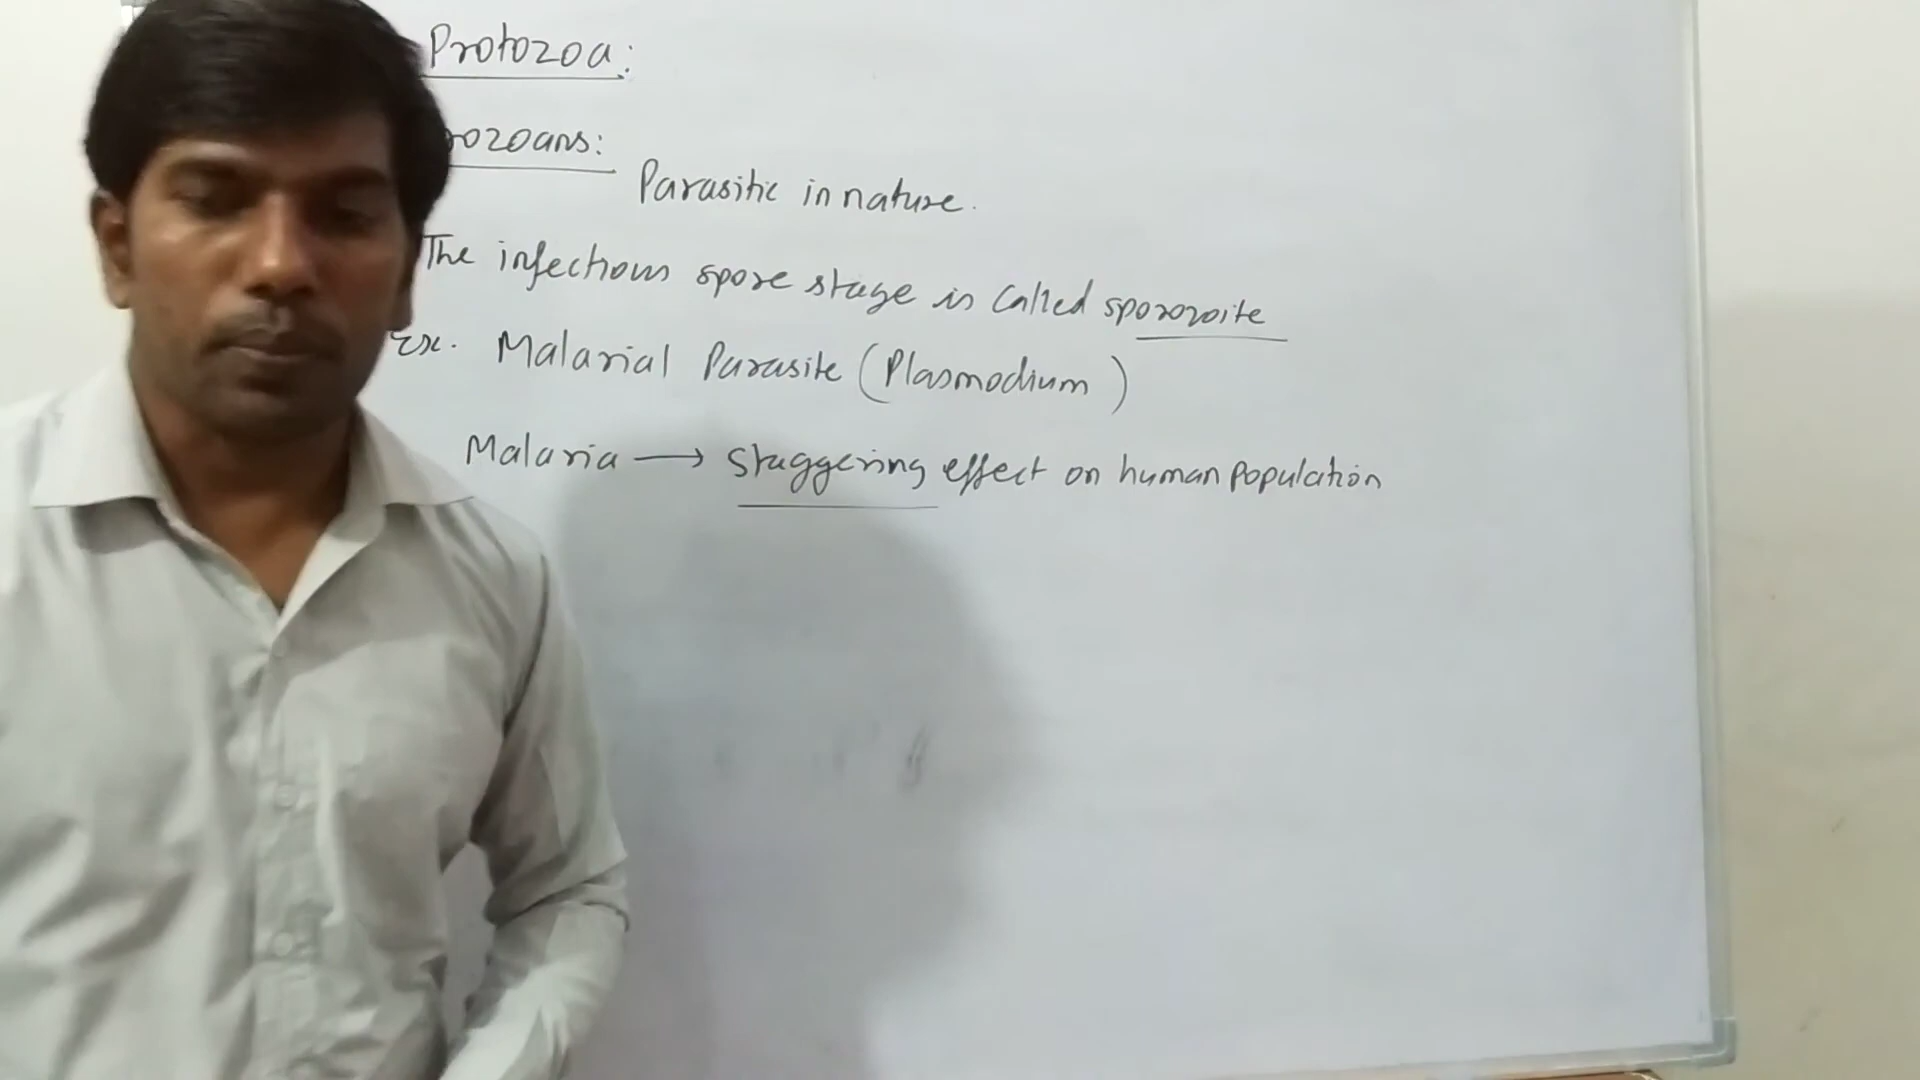 Protozoa:
ozoans:
Parasitic in nature.
The infectious spore stage is called sporozoite
Ex. Malarial Parasite (Plasmodium)
Malaria → staggering effect on human population